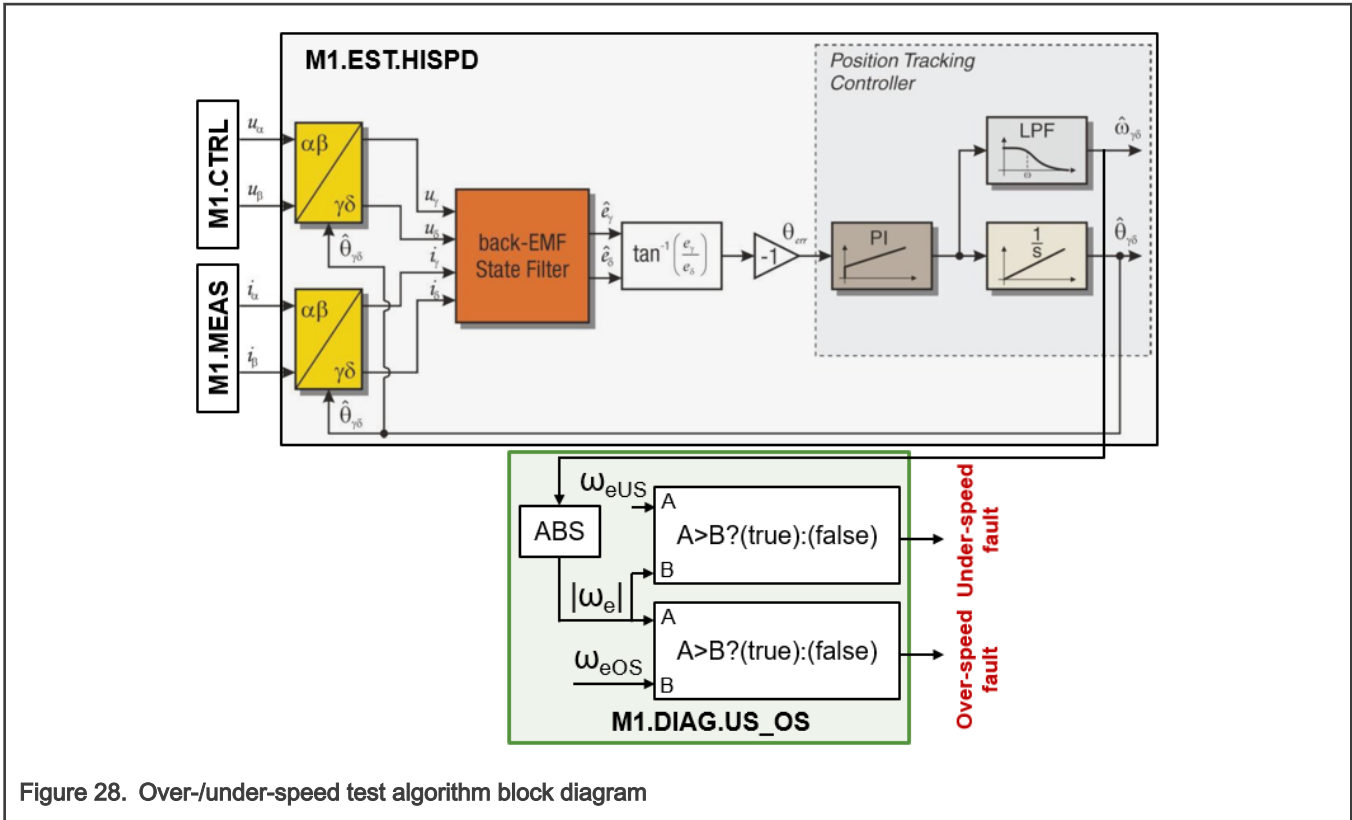 M1.EST.HISPD
Position Tracking
Controller
M1.CTRL
M1.MEAS
uα
uβ
iα
iβ
αβ
γδ
θ̂γδ
αβ
γδ
θ̂γδ
uγ
uδ
iγ
iδ
back-EMF
State Filter
êγ
êδ
tan⁻¹(eγ/eδ)
-1
θerr
PI
LPF
ω
1/s
ω̂γδ
θ̂γδ
ωeUS
ABS
|ωe|
ωeOS
A
A>B?(true):(false)
B
A
A>B?(true):(false)
B
M1.DIAG.US_OS
Under-speed
fault
Over-speed
fault
Figure 28. Over-/under-speed test algorithm block diagram